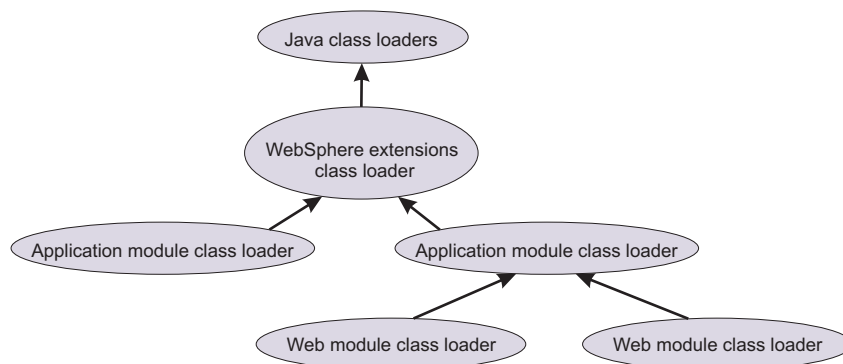 Java class loaders
WebSphere extensions
class loader
Application module class loader
Application module class loader
Web module class loader
Web module class loader